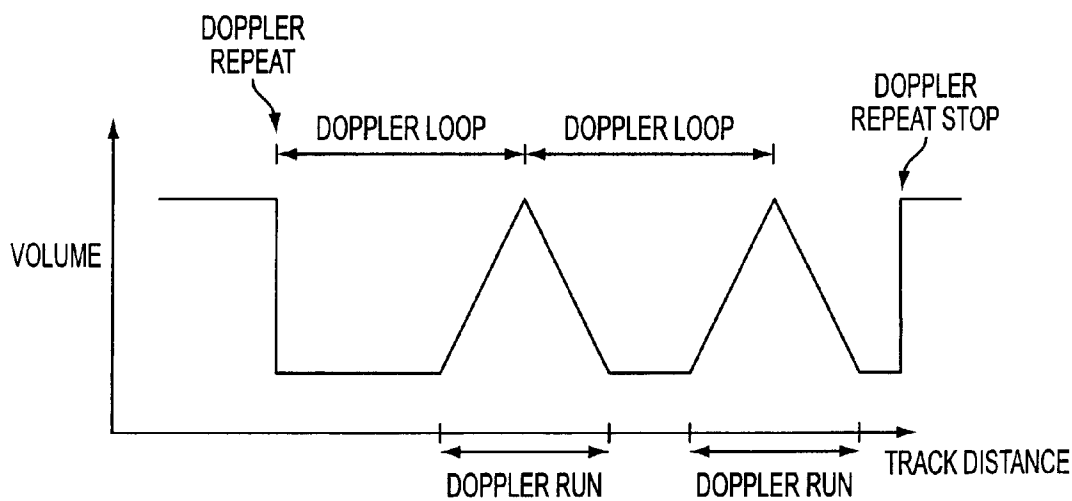 DOPPLER
REPEAT
DOPPLER
REPEAT STOP
DOPPLER LOOP
DOPPLER LOOP
VOLUME
TRACK DISTANCE
DOPPLER RUN
DOPPLER RUN